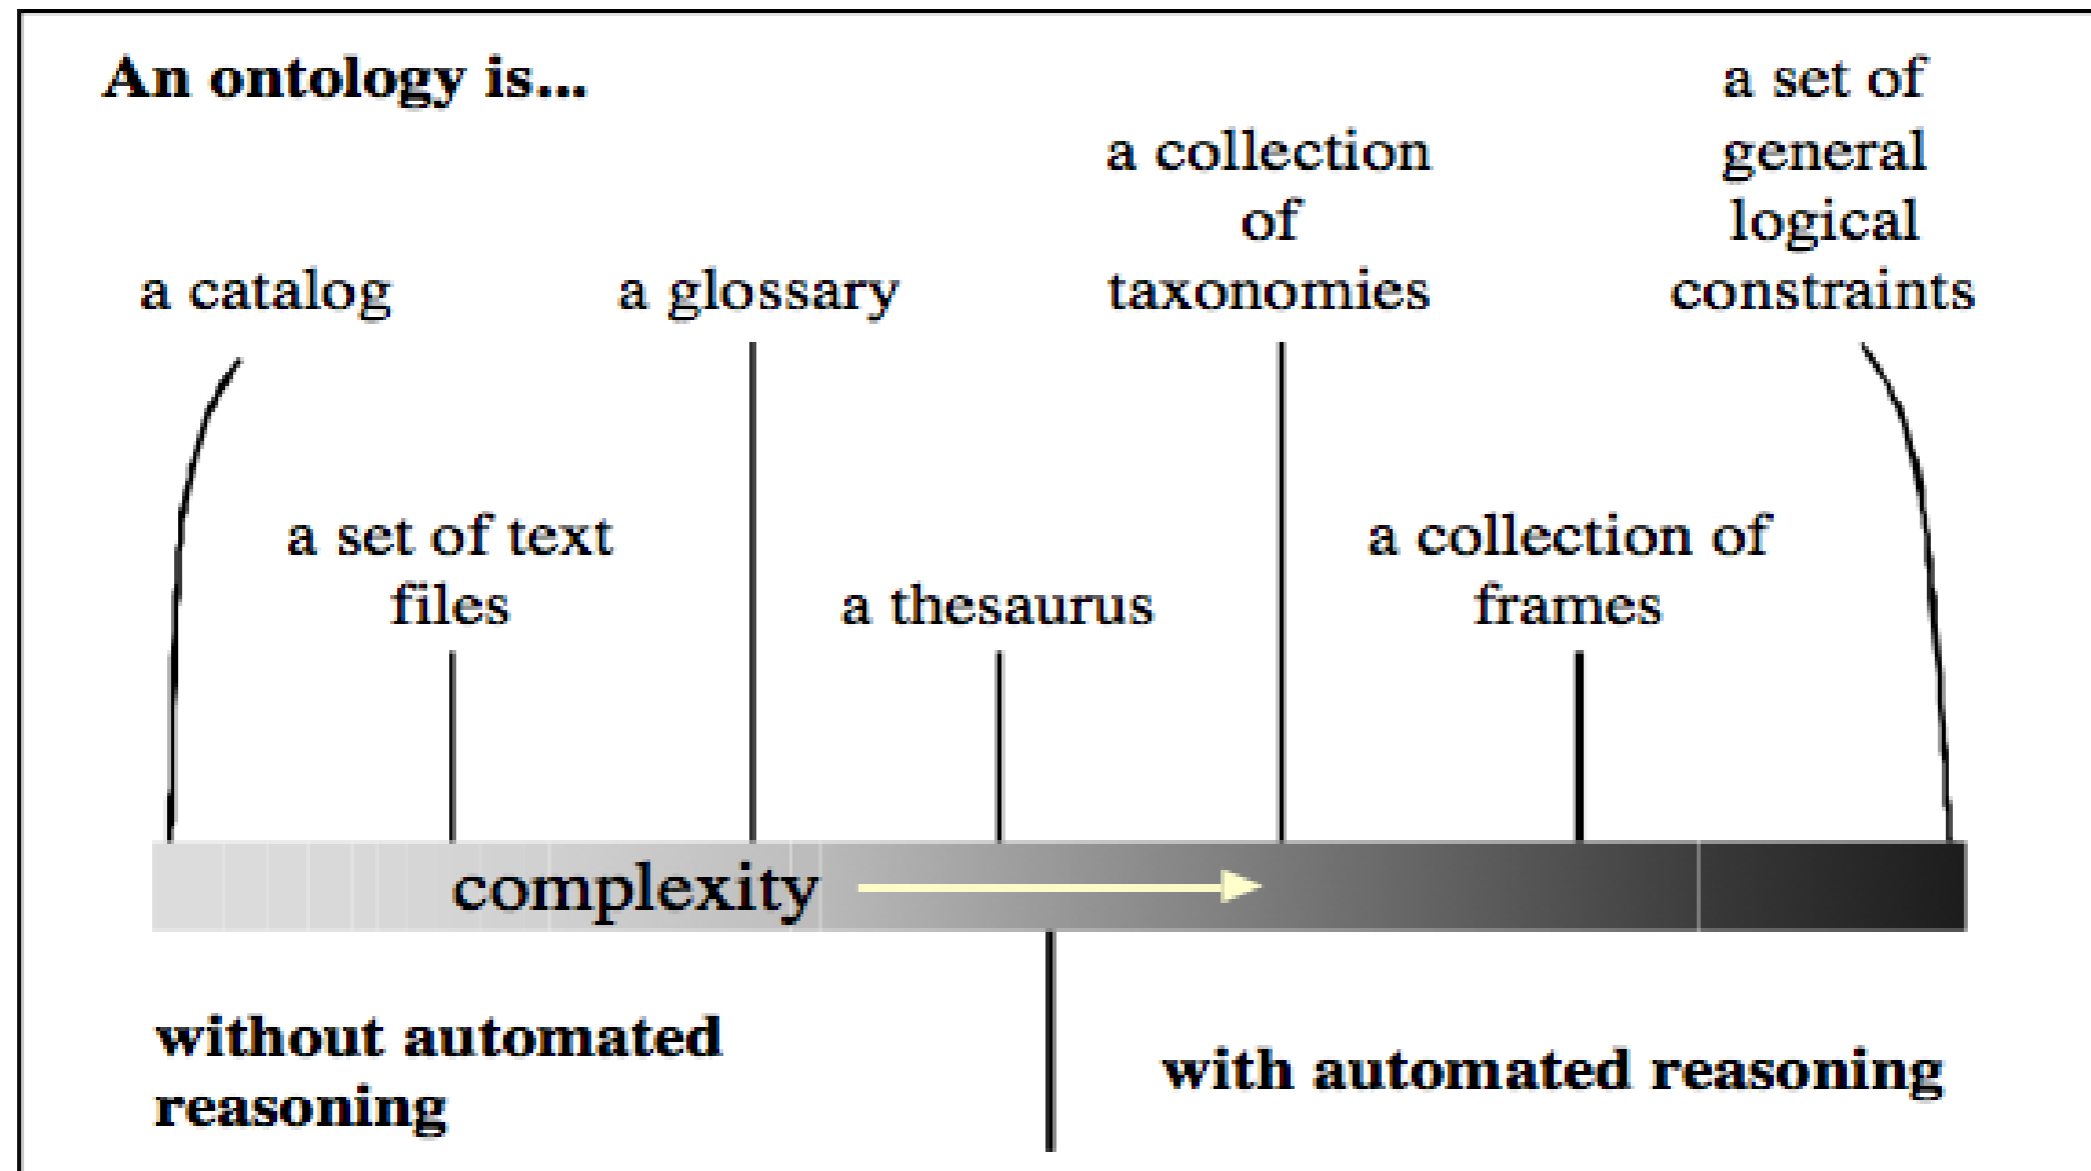 An ontology is...
a catalog
a set of text
files
a glossary
a thesaurus
a collection
of
taxonomies
a collection of
frames
a set of
general
logical
constraints
complexity
without automated
reasoning
with automated reasoning